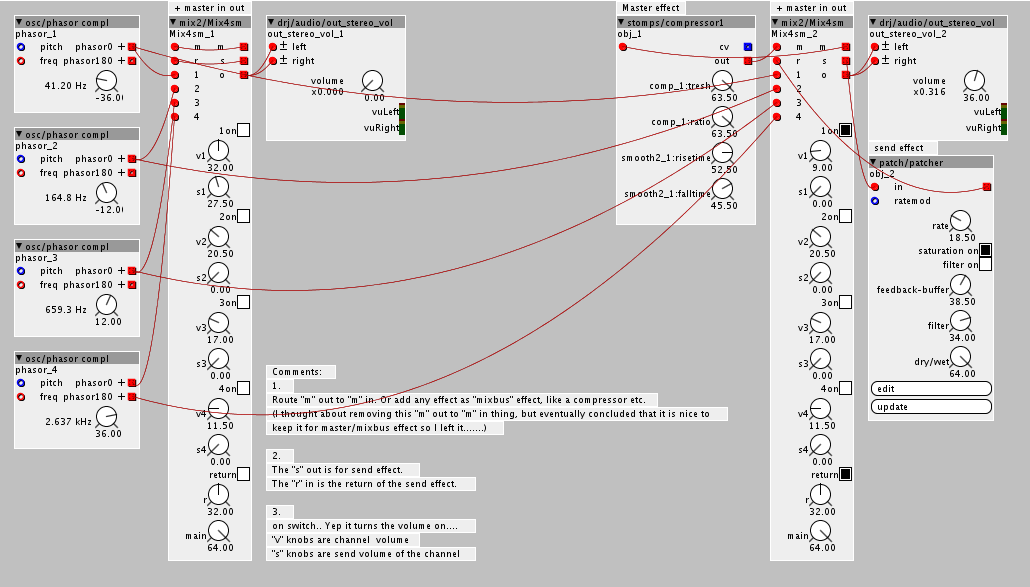 osc/phasor compl
phasor_1
pitch phasor0
freq phasor180
41.20 Hz
-36.00
osc/phasor compl
phasor_2
pitch phasor0
freq phasor180
164.8 Hz
-12.00
osc/phasor compl
phasor_3
pitch phasor0
freq phasor180
659.3 Hz
12.00
osc/phasor compl
phasor_4
pitch phasor0
freq phasor180
2.637 kHz
36.00
+ master in out
mix2/Mix4sm
Mix4sm_1
m m
r s
1 o
2
3
4
1on
v1
32.00
s1
27.50
2on
v2
20.50
s2
0.00
3on
v3
17.00
s3
0.00
4on
v4
11.50
s4
0.00
return
r
32.00
main
64.00
drj/audio/out_stereo_vol
out_stereo_vol_1
± left
± right
volume
x0.000
0.00
vuLeft
vuRight
Comments:
1.
Route "m" out to "m" in. Or add any effect as "mixbus" effect, like a compressor etc.
(I thought about removing this "m" out to "m" in thing, but eventually concluded that it is nice to
keep it for master/mixbus effect so I left it.......)
2.
The "s" out is for send effect.
The "r" in is the return of the send effect.
3.
on switch.. Yep it turns the volume on....
"v" knobs are channel volume
"s" knobs are send volume of the channel
Master effect
stomps/compressor1
obj_1
cv
out
comp_1:tresh
63.50
comp_1:ratio
63.50
smooth2_1:risetime
52.50
smooth2_1:falltime
45.50
+ master in out
mix2/Mix4sm
Mix4sm_2
m m
r s
1 o
2
3
4
1on
v1
9.00
s1
0.00
2on
v2
20.50
s2
0.00
3on
v3
17.00
s3
0.00
4on
v4
11.50
s4
0.00
return
r
32.00
main
64.00
drj/audio/out_stereo_vol
out_stereo_vol_2
± left
± right
volume
x0.316
36.00
vuLeft
vuRight
send effect
patch/patcher
obj_2
in
ratemod
rate
18.50
saturation on
filter on
feedback-buffer
38.50
filter
34.00
dry/wet
64.00
edit
update